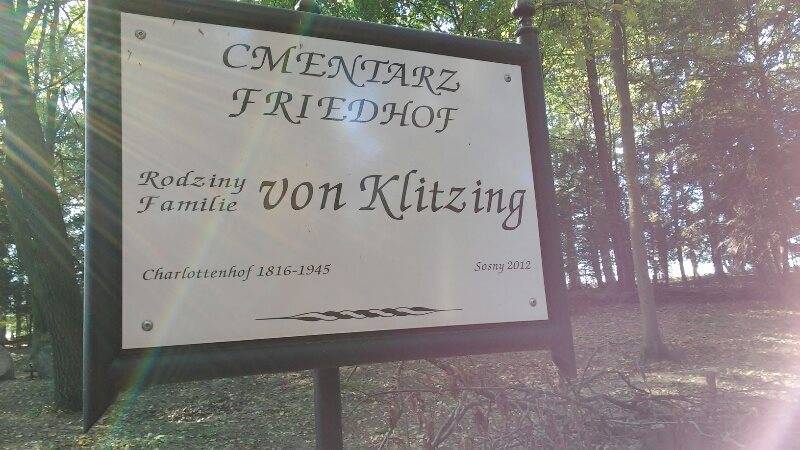 CMENTARZ
FRIEDHOF
Rodziny
Familie
von Klitzing
Charlottenhof 1816-1945
Sosny 2012